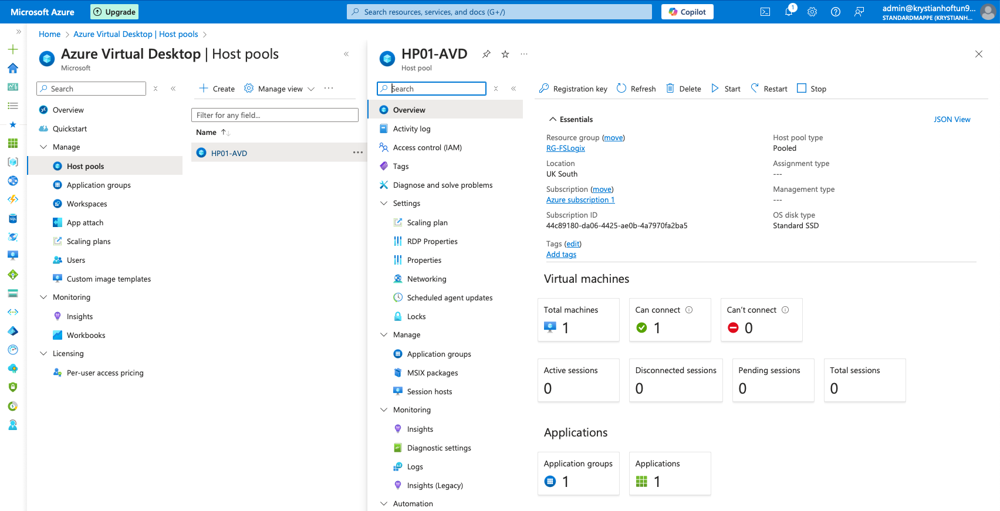 Microsoft Azure
Upgrade
Search resources, services, and docs (G+/)
Copilot
1
admin@krystianhoftun9...
STANDARDMAPPE (KRYSTIANH...
Home > Azure Virtual Desktop | Host pools >
Azure Virtual Desktop | Host pools
Microsoft
Search
Overview
Quickstart
Manage
Host pools
Application groups
Workspaces
App attach
Scaling plans
Users
Custom image templates
Monitoring
Insights
Workbooks
Licensing
Per-user access pricing
Create
Manage view
Filter for any field...
Name
HP01-AVD
HP01-AVD
Host pool
Search
Overview
Activity log
Access control (IAM)
Tags
Diagnose and solve problems
Settings
Scaling plan
RDP Properties
Properties
Networking
Scheduled agent updates
Locks
Manage
Application groups
MSIX packages
Session hosts
Monitoring
Insights
Diagnostic settings
Logs
Insights (Legacy)
Automation
Registration key
Refresh
Delete
Start
Restart
Stop
Essentials
JSON View
Resource group (move)
RG-FSLogix
Location
UK South
Subscription (move)
Azure subscription 1
Subscription ID
44c89180-da06-4425-ae0b-4a7970fa2ba5
Tags (edit)
Add tags
Host pool type
Pooled
Assignment type
---
Management type
---
OS disk type
Standard SSD
Virtual machines
Total machines
1
Can connect
1
Can't connect
0
Active sessions
0
Disconnected sessions
0
Pending sessions
0
Total sessions
0
Applications
Application groups
1
Applications
1